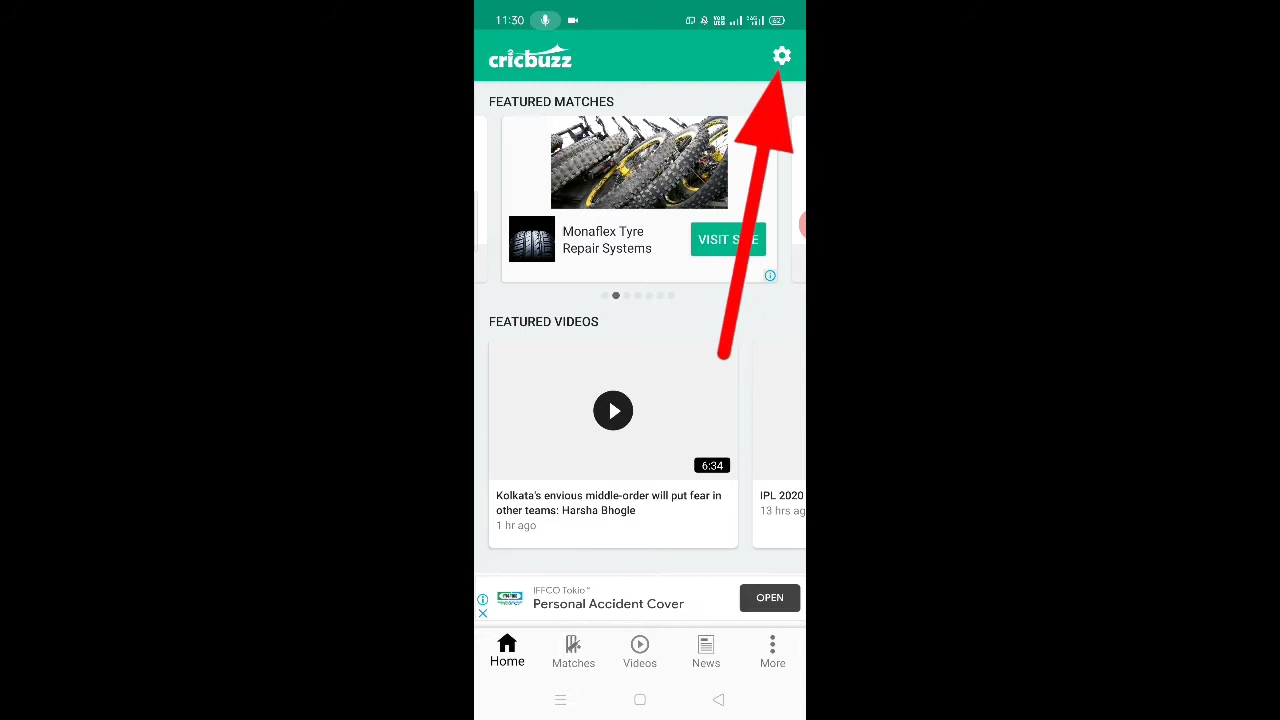 11:30
62
cricbuzz
FEATURED MATCHES
Monaflex Tyre
Repair Systems
VISIT
FEATURED VIDEOS
6:34
Kolkata's envious middle-order will put fear in
other teams: Harsha Bhogle
1 hr ago
IPL 2020
13 hrs ag
IFFCO Tokio™
Personal Accident Cover
OPEN
Home
Matches
Videos
News
More